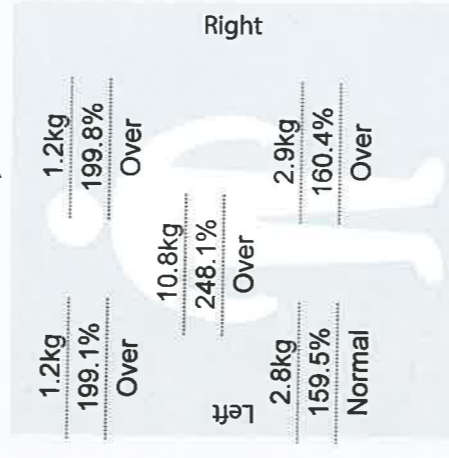 Right
1.2kg
199.1%
Over
1.2kg
199.8%
Over
10.8kg
248.1%
Over
Left
2.8kg
159.5%
Normal
2.9kg
160.4%
Over